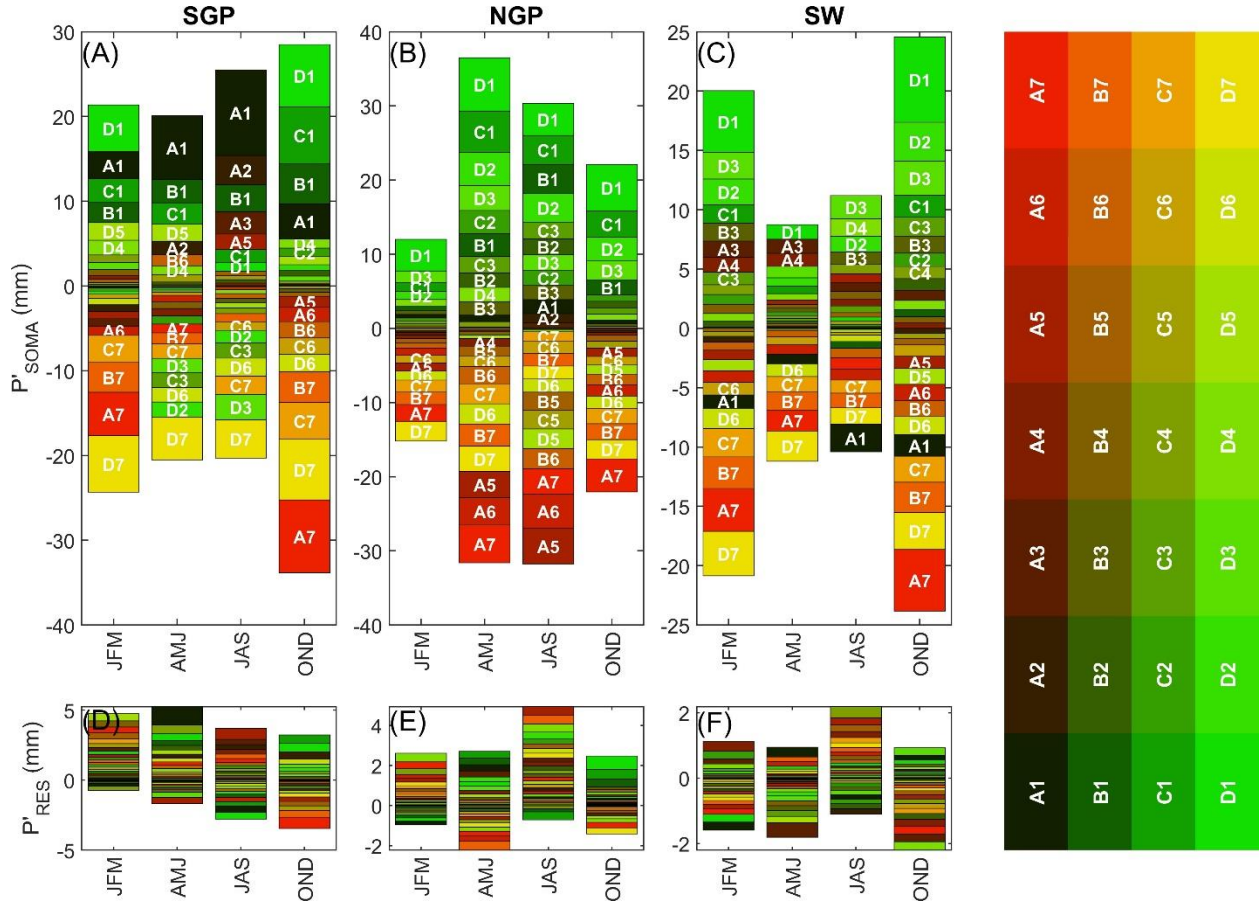 SGP
NGP
SW
(A)
(B)
(C)
30
20
10
0
-10
-20
-30
-40
P'SOMA (mm)
D1
A1
C1
B1
D5
D4
A6
C7
B7
A7
D7
A1
B1
C1
D5
A2
B6
D4
A7
B7
C7
D3
C3
D6
D2
D7
A1
A2
B1
A3
A5
C1
D1
C6
D2
C3
D6
C7
D3
D7
D1
C1
B1
A1
D4
C2
A5
A6
B6
C6
D6
B7
C7
D7
A7
JFM
AMJ
JAS
OND
40
30
20
10
0
-10
-20
-30
-40
D1
D3
C1
D2
C6
A5
D6
C7
B7
A7
D7
D1
C1
D2
D3
C2
B1
C3
B2
D4
B3
A4
B5
C6
B6
C7
D6
B7
D7
A5
A6
A7
D1
C1
B1
D2
C3
B2
D3
C2
B3
A1
A2
C7
C6
B7
D7
D6
B5
C5
D5
B6
A7
A6
A5
D1
C1
D2
D3
B1
A5
C6
D5
B6
A6
D6
C7
B7
D7
A7
JFM
AMJ
JAS
OND
25
20
15
10
5
0
-5
-10
-15
-20
-25
D1
D3
D2
C1
B3
A3
A4
C3
C6
A1
D6
C7
B7
A7
D7
D1
A3
A4
D6
C7
B7
A7
D7
D3
D4
D2
B3
C7
B7
D7
A1
D1
D2
D3
C1
C3
B3
C2
C4
A5
D5
A6
B6
D6
A1
C7
B7
D7
A7
JFM
AMJ
JAS
OND
A7
B7
C7
D7
A6
B6
C6
D6
A5
B5
C5
D5
A4
B4
C4
D4
A3
B3
C3
D3
A2
B2
C2
D2
A1
B1
C1
D1
(D)
(E)
(F)
P'RES (mm)
5
0
-5
JFM
AMJ
JAS
OND
4
2
0
-2
JFM
AMJ
JAS
OND
2
0
-2
JFM
AMJ
JAS
OND